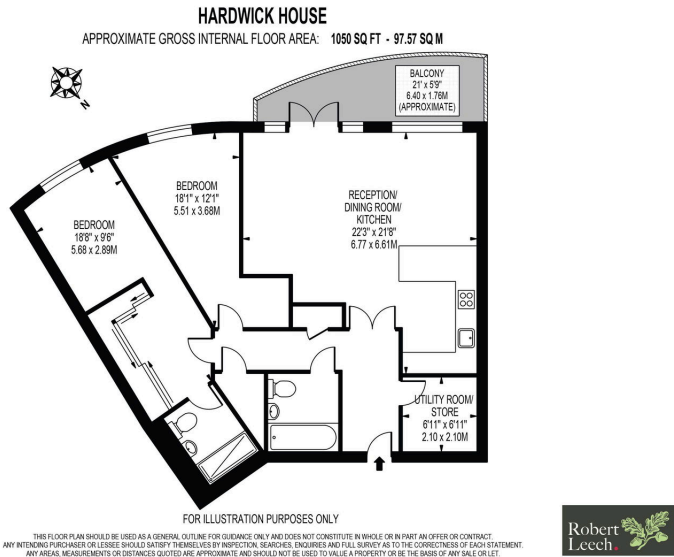 HARDWICK HOUSE
APPROXIMATE GROSS INTERNAL FLOOR AREA: 1050 SQ FT - 97.57 SQ M
N
BALCONY
21' x 5'9"
6.40 x 1.76M
(APPROXIMATE)
BEDROOM
18'1" x 12'1"
5.51 x 3.68M
RECEPTION/
DINING ROOM/
KITCHEN
22'3" x 21'8"
6.77 x 6.61M
BEDROOM
18'8" x 9'6"
5.68 x 2.89M
UTILITY ROOM/
STORE
6'11" x 6'11"
2.10 x 2.10M
FOR ILLUSTRATION PURPOSES ONLY
THIS FLOOR PLAN SHOULD BE USED AS A GENERAL OUTLINE FOR GUIDANCE ONLY AND DOES NOT CONSTITUTE IN WHOLE OR IN PART AN OFFER OR CONTRACT.
ANY INTENDING PURCHASER OR LESSEE SHOULD SATISFY THEMSELVES BY INSPECTION, SEARCHES, ENQUIRIES AND FULL SURVEY AS TO THE CORRECTNESS OF EACH STATEMENT.
ANY AREAS, MEASUREMENTS OR DISTANCES QUOTED ARE APPROXIMATE AND SHOULD NOT BE USED TO VALUE A PROPERTY OR BE THE BASIS OF ANY SALE OR LET.
Robert
Leech.